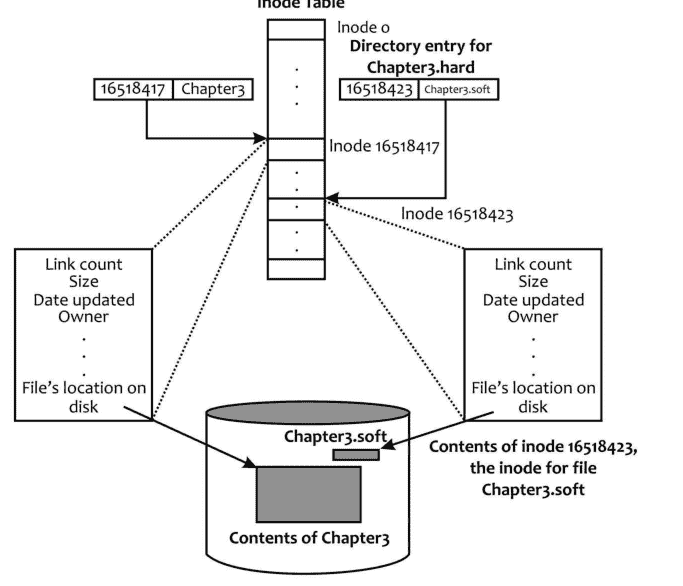 Inode Table
Inode 0
Directory entry for
Chapter3.hard
16518417 Chapter3
16518423 Chapter3.soft
Inode 16518417
Inode 16518423
Link count
Size
Date updated
Owner
File's location on
disk
Link count
Size
Date updated
Owner
File's location on
disk
Chapter3.soft
Contents of Chapter3
Contents of inode 16518423,
the inode for file
Chapter3.soft